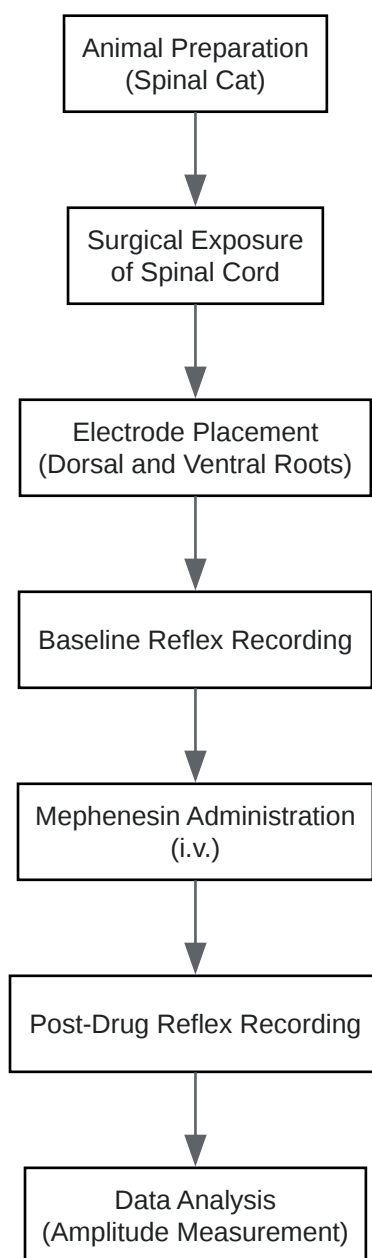 Animal Preparation
(Spinal Cat)
Surgical Exposure
of Spinal Cord
Electrode Placement
(Dorsal and Ventral Roots)
Baseline Reflex Recording
Mephenesin Administration
(i.v.)
Post-Drug Reflex Recording
Data Analysis
(Amplitude Measurement)